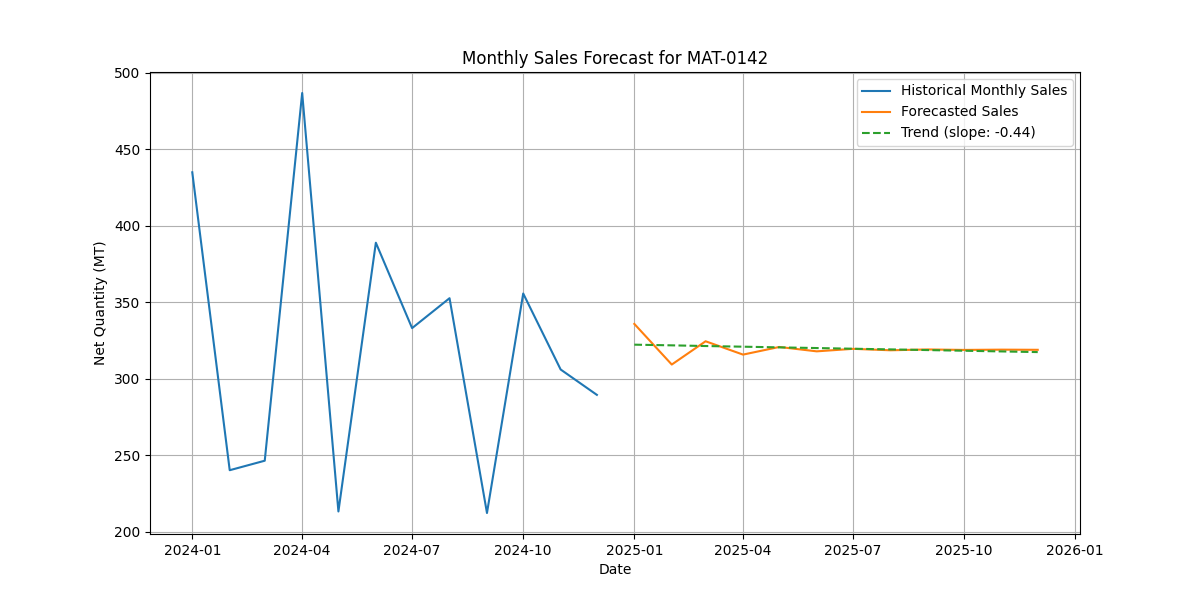 Monthly Sales Forecast for MAT-0142
500
450
400
350
300
250
200
Net Quantity (MT)
Historical Monthly Sales
Forecasted Sales
Trend (slope: -0.44)
2024-01 2024-04 2024-07 2024-10 2025-01 2025-04 2025-07 2025-10 2026-01
Date